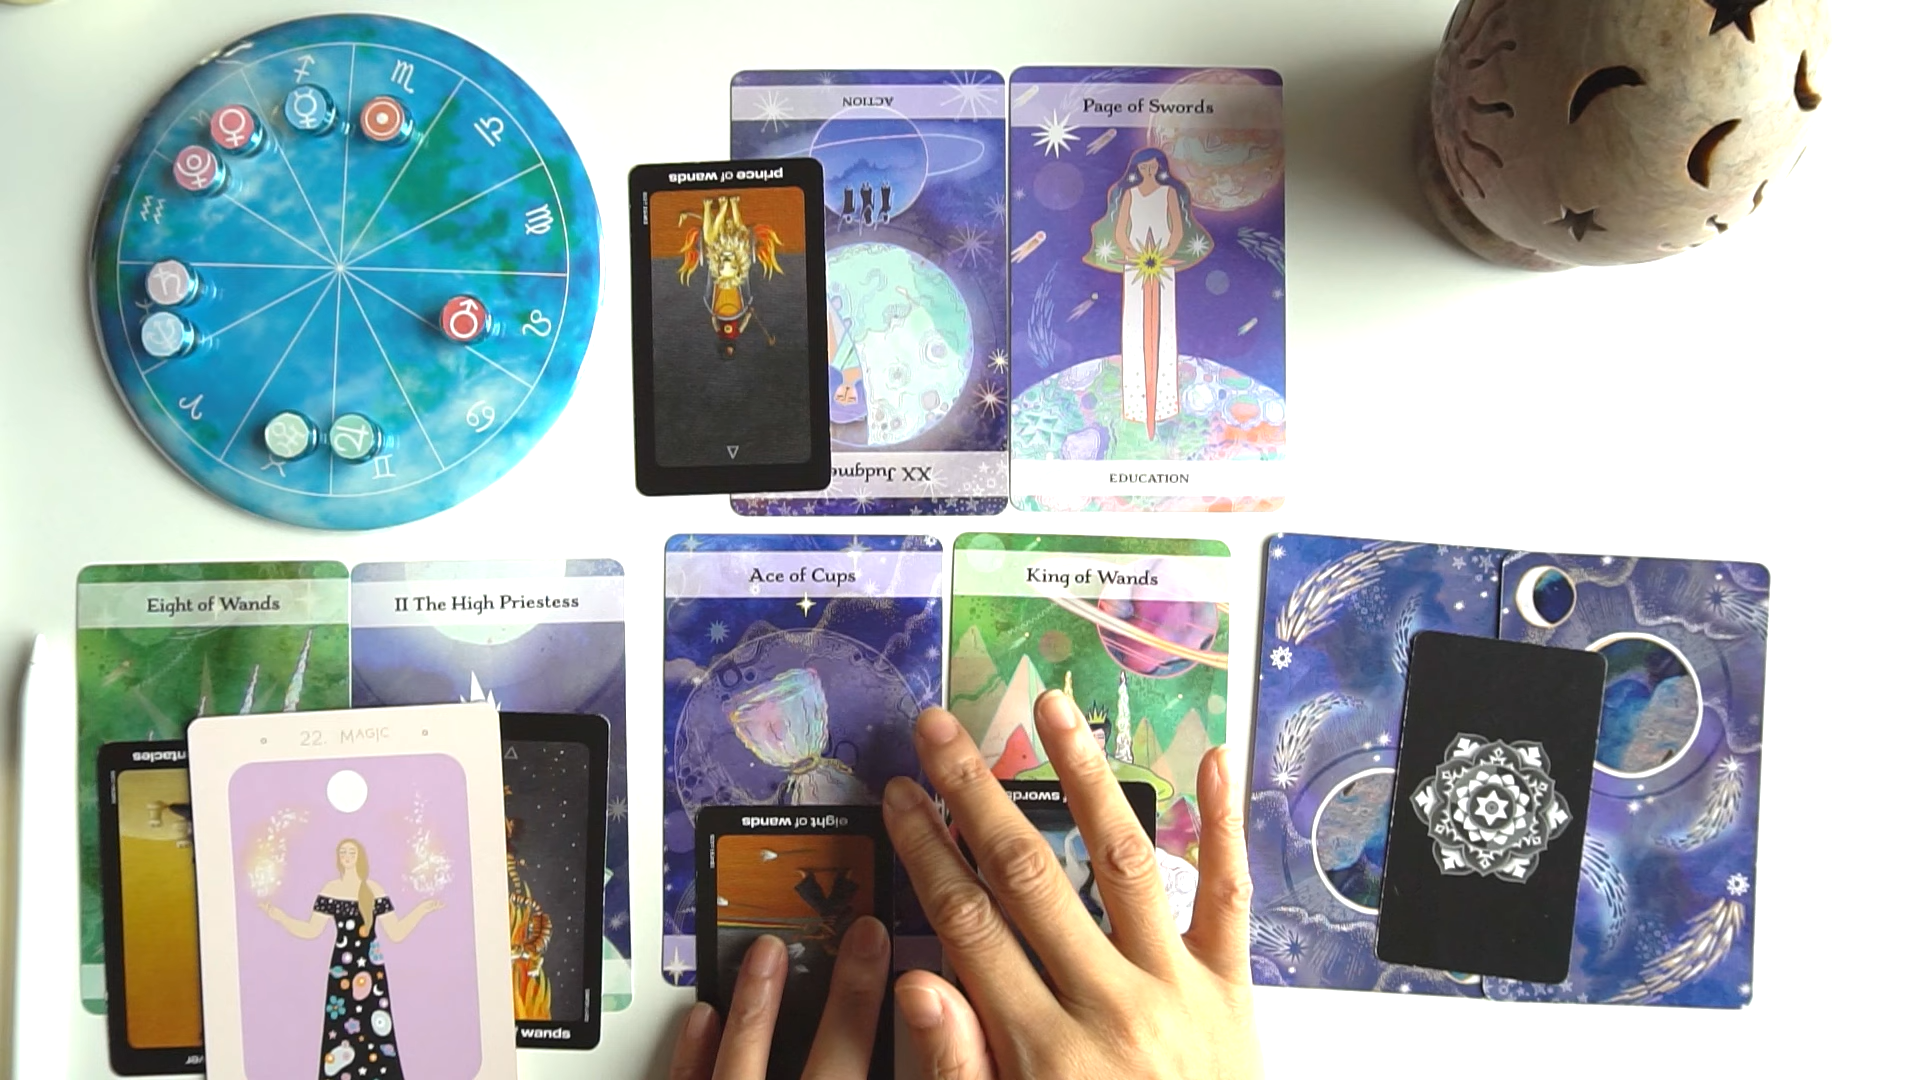 ACTION
Page of Swords
prince of wands
XX Judgme
EDUCATION
Eight of Wands
II The High Priestess
Ace of Cups
King of Wands
22. MAGIC
ntacles
eight of wands
swords
wands